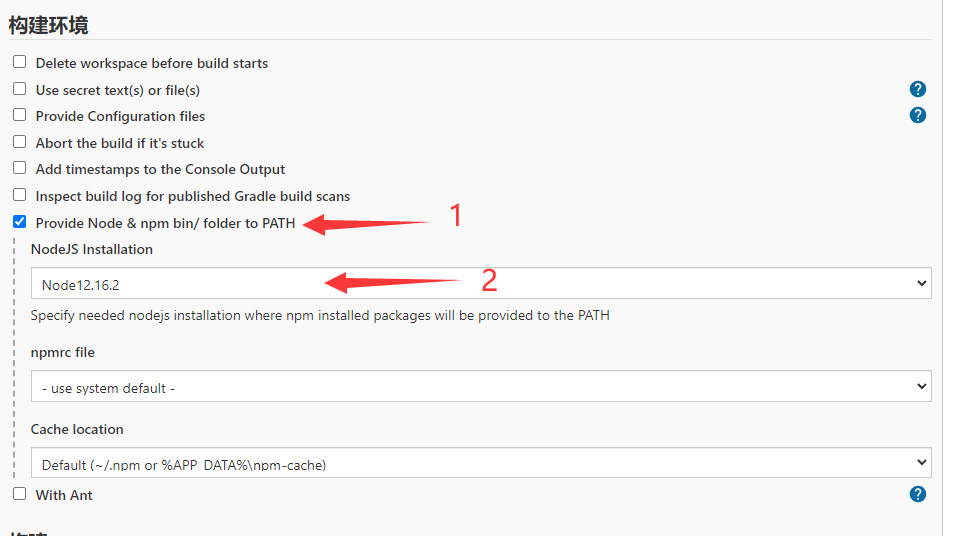 构建环境
Delete workspace before build starts
Use secret text(s) or file(s)
?
Provide Configuration files
?
Abort the build if it's stuck
Add timestamps to the Console Output
Inspect build log for published Gradle build scans
Provide Node & npm bin/ folder to PATH
1
NodeJS Installation
Node12.16.2
2
Specify needed nodejs installation where npm installed packages will be provided to the PATH
npmrc file
- use system default -
Cache location
Default (~/.npm or %APP_DATA%\npm-cache)
With Ant
?
构建